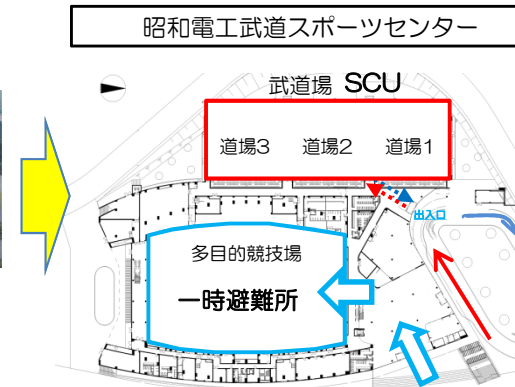 昭和電工武道スポーツセンター
武道場 SCU
道場3 道場2 道場1
出入口
多目的競技場
一時避難所